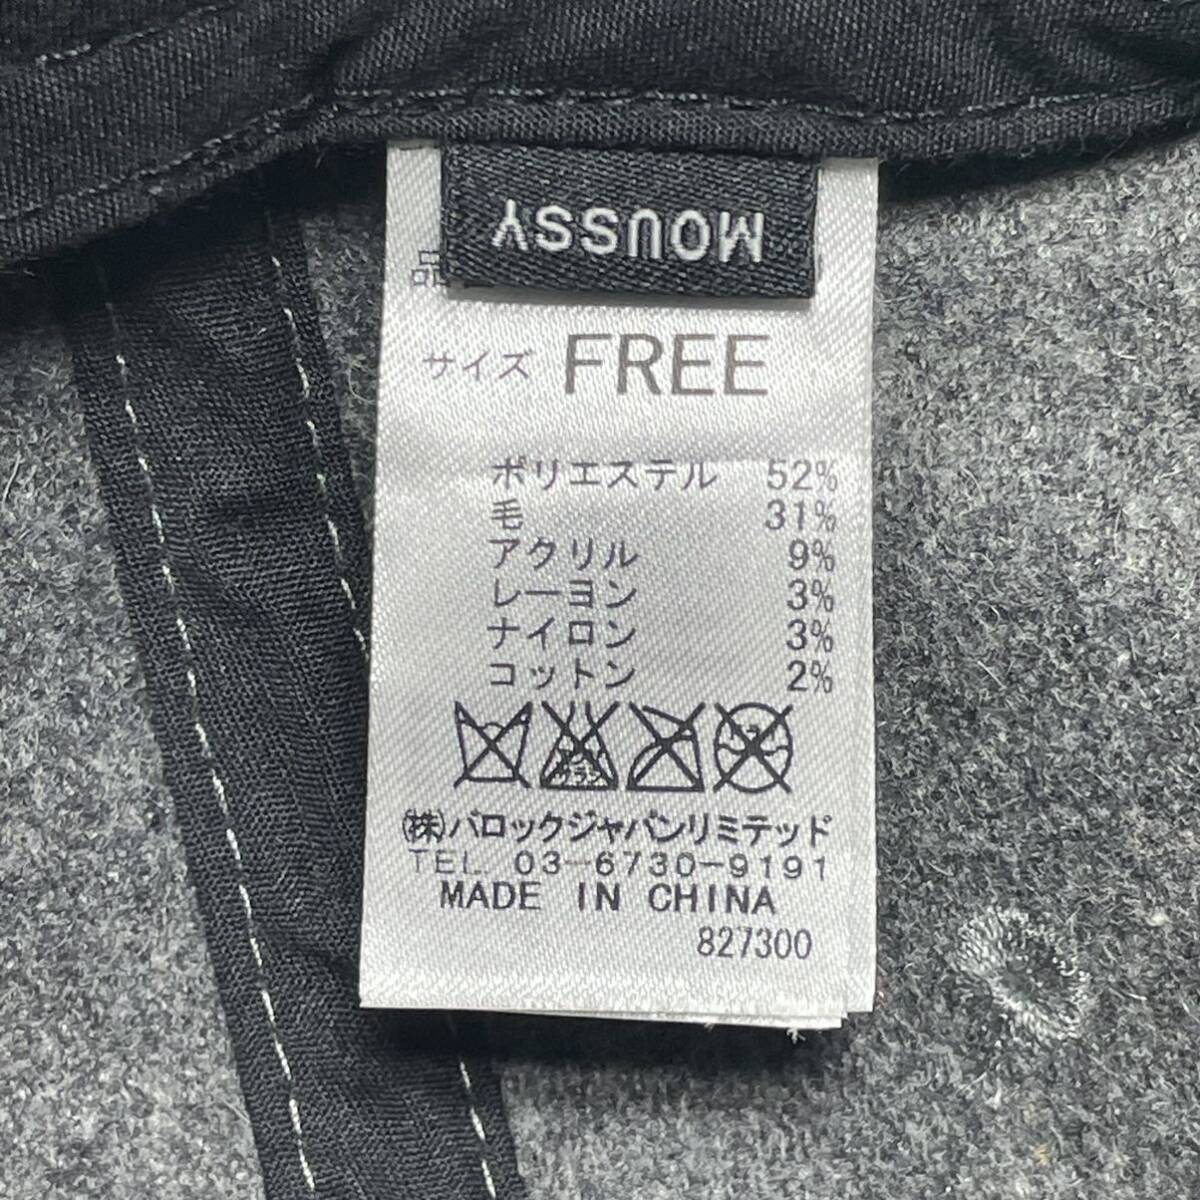 MOUSSY
品
サイズ FREE
ポリエステル 52%
毛 31%
アクリル 9%
レーヨン 3%
ナイロン 3%
コットン 2%
(株)バロックジャパンリミテッド
TEL. 03-6730-9191
MADE IN CHINA
827300